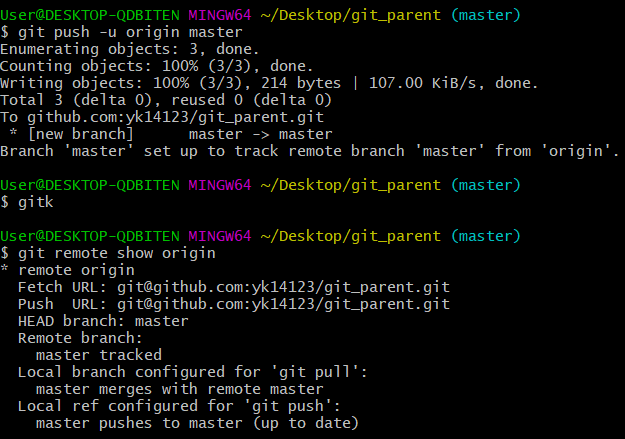 User@DESKTOP-QDBITEN MINGW64 ~/Desktop/git_parent (master)
$ git push -u origin master
Enumerating objects: 3, done.
Counting objects: 100% (3/3), done.
Writing objects: 100% (3/3), 214 bytes | 107.00 KiB/s, done.
Total 3 (delta 0), reused 0 (delta 0)
To github.com:yk14123/git_parent.git
 * [new branch]      master -> master
Branch 'master' set up to track remote branch 'master' from 'origin'.

User@DESKTOP-QDBITEN MINGW64 ~/Desktop/git_parent (master)
$ gitk

User@DESKTOP-QDBITEN MINGW64 ~/Desktop/git_parent (master)
$ git remote show origin
* remote origin
  Fetch URL: git@github.com:yk14123/git_parent.git
  Push  URL: git@github.com:yk14123/git_parent.git
  HEAD branch: master
  Remote branch:
    master tracked
  Local branch configured for 'git pull':
    master merges with remote master
  Local ref configured for 'git push':
    master pushes to master (up to date)